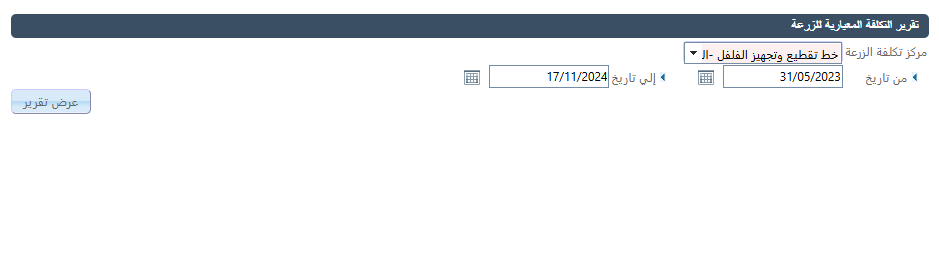 تقرير التكلفة المعيارية للزرعة
مركز تكلفة الزرعة خط تقطيع وتجهيز الفلفل -ال
من تاريخ 31/05/2023 إلي تاريخ 17/11/2024
عرض تقرير